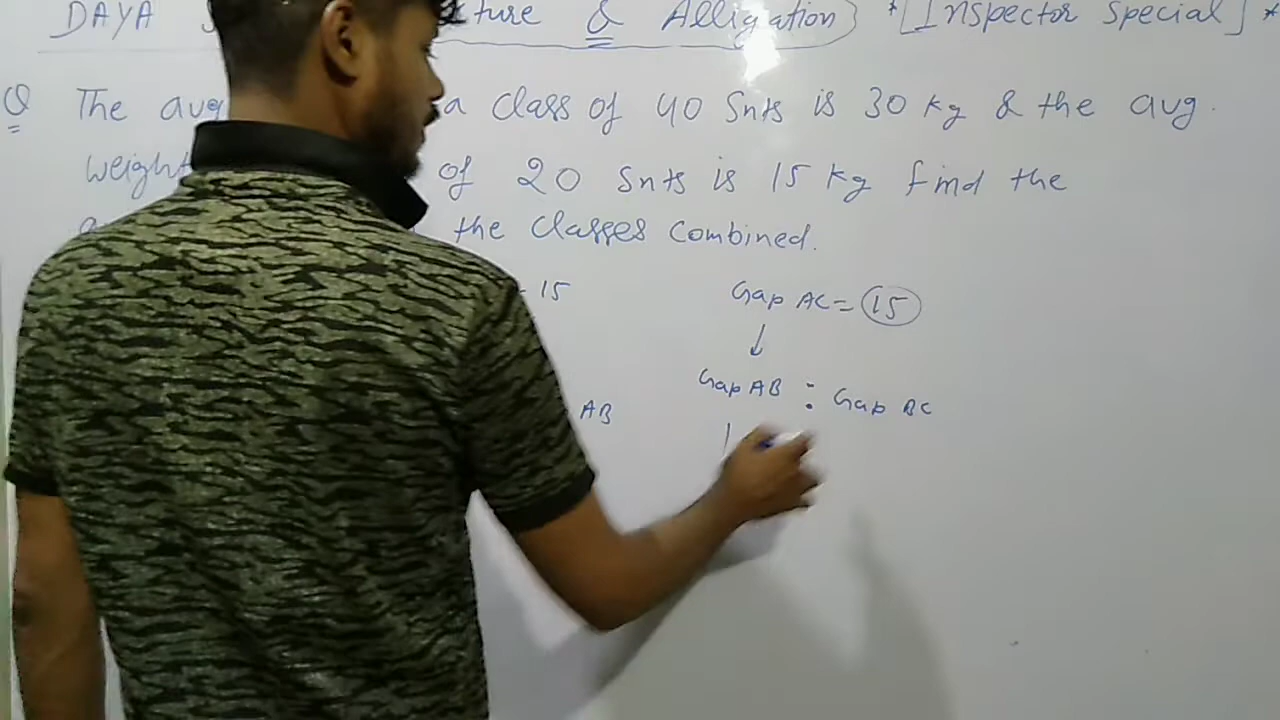 DAYA ture & Alligation) *[Inspector special]*
Q The avg a class of 40 Snts is 30 kg & the avg.
weight of 20 Snts is 15 kg find the
the classes combined.
- 15 Gap AC = 15
Gap AB : Gap BC
AB